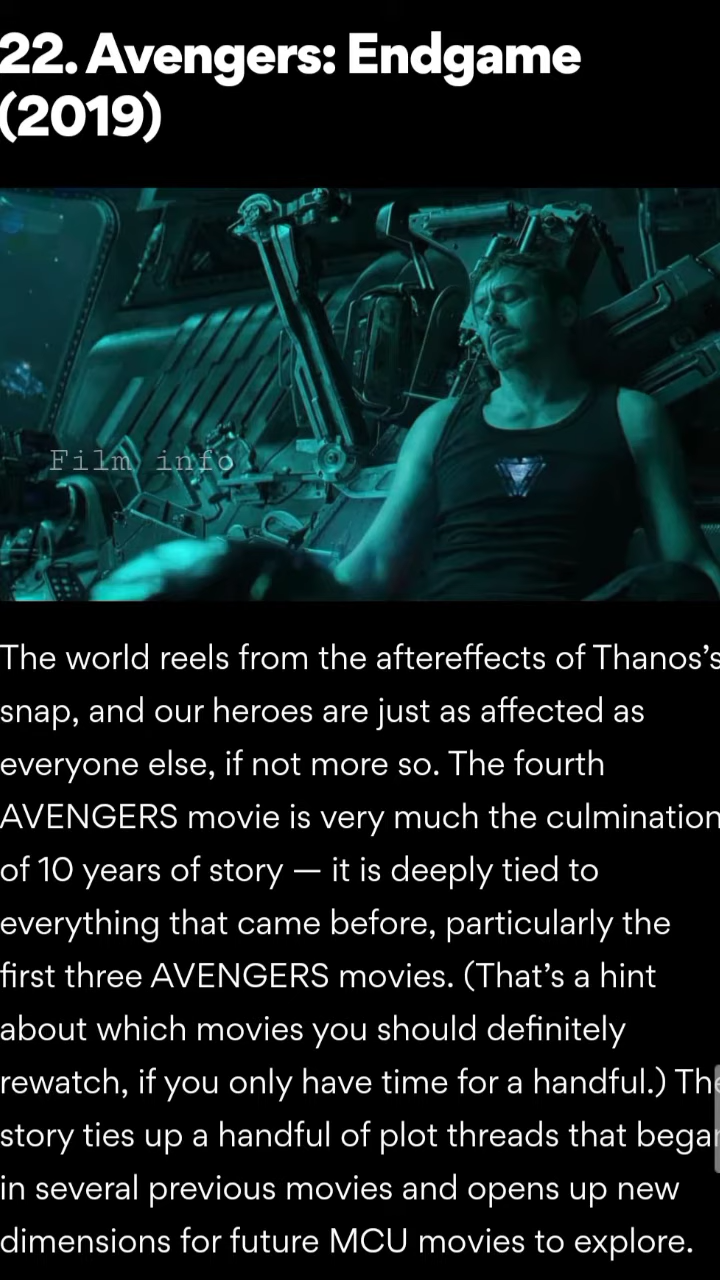 22. Avengers: Endgame
(2019)
Film info
The world reels from the aftereffects of Thanos’s
snap, and our heroes are just as affected as
everyone else, if not more so. The fourth
AVENGERS movie is very much the culmination
of 10 years of story — it is deeply tied to
everything that came before, particularly the
first three AVENGERS movies. (That’s a hint
about which movies you should definitely
rewatch, if you only have time for a handful.) The
story ties up a handful of plot threads that began
in several previous movies and opens up new
dimensions for future MCU movies to explore.